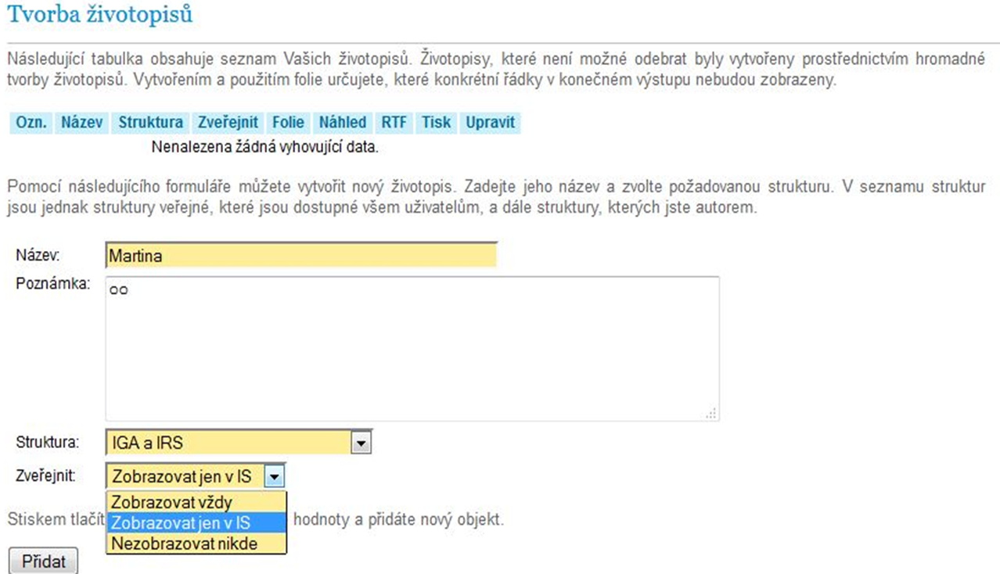 Tvorba životopisů
Následující tabulka obsahuje seznam Vašich životopisů. Životopisy, které není možné odebrat byly vytvořeny prostřednictvím hromadné
tvorby životopisů. Vytvořením a použitím folie určujete, které konkrétní řádky v konečném výstupu nebudou zobrazeny.
Ozn. Název Struktura Zveřejnit Folie Náhled RTF Tisk Upravit
Nenalezena žádná vyhovující data.
Pomocí následujícího formuláře můžete vytvořit nový životopis. Zadejte jeho název a zvolte požadovanou strukturu. V seznamu struktur
jsou jednak struktury veřejné, které jsou dostupné všem uživatelům, a dále struktury, kterých jste autorem.
Název: Martina
Poznámka: oo
Struktura: IGA a IRS
Zveřejnit: Zobrazovat jen v IS
Zobrazovat vždy
Stiskem tlačít Zobrazovat jen v IS hodnoty a přidáte nový objekt.
Nezobrazovat nikde
Přidat